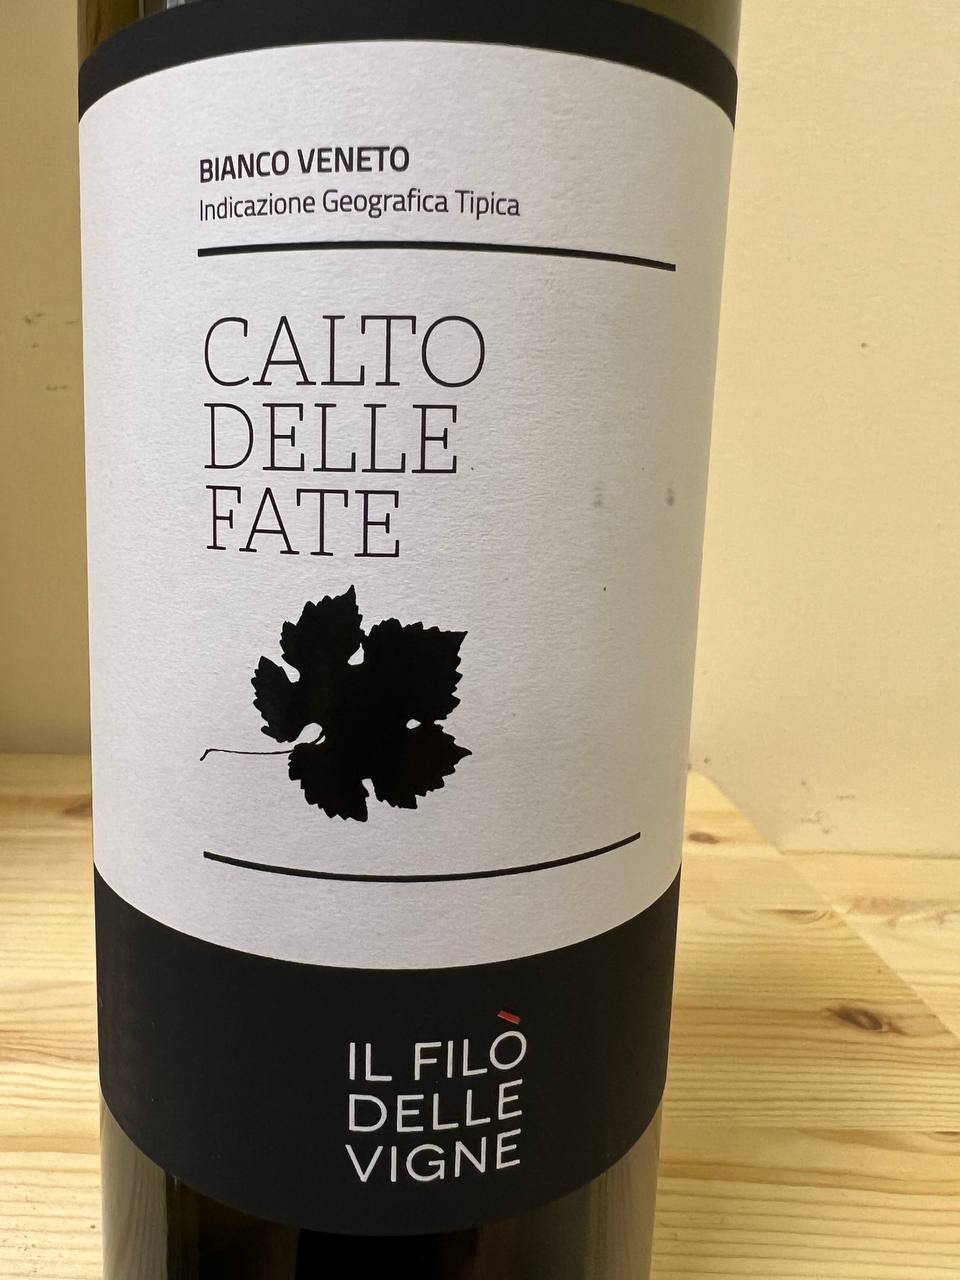 BIANCO VENETO
Indicazione Geografica Tipica
CALTO
DELLE
FATE
IL FILÒ
DELLE
VIGNE